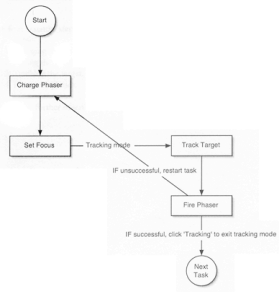 Start
Charge Phaser
Set Focus
Tracking mode
Track Target
IF unsuccessful, restart task
Fire Phaser
IF successful, click 'Tracking' to exit tracking mode
Next
Task